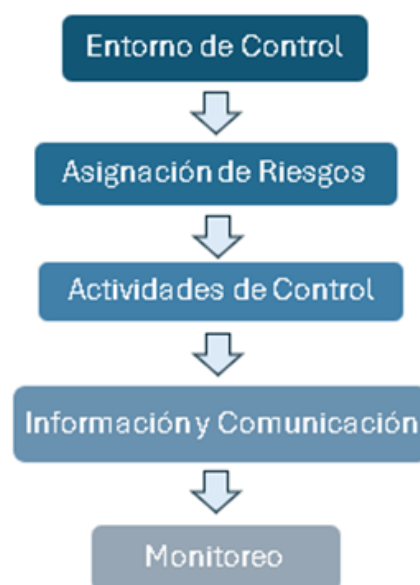 Entorno de Control
Asignación de Riesgos
Actividades de Control
Información y Comunicación
Monitoreo